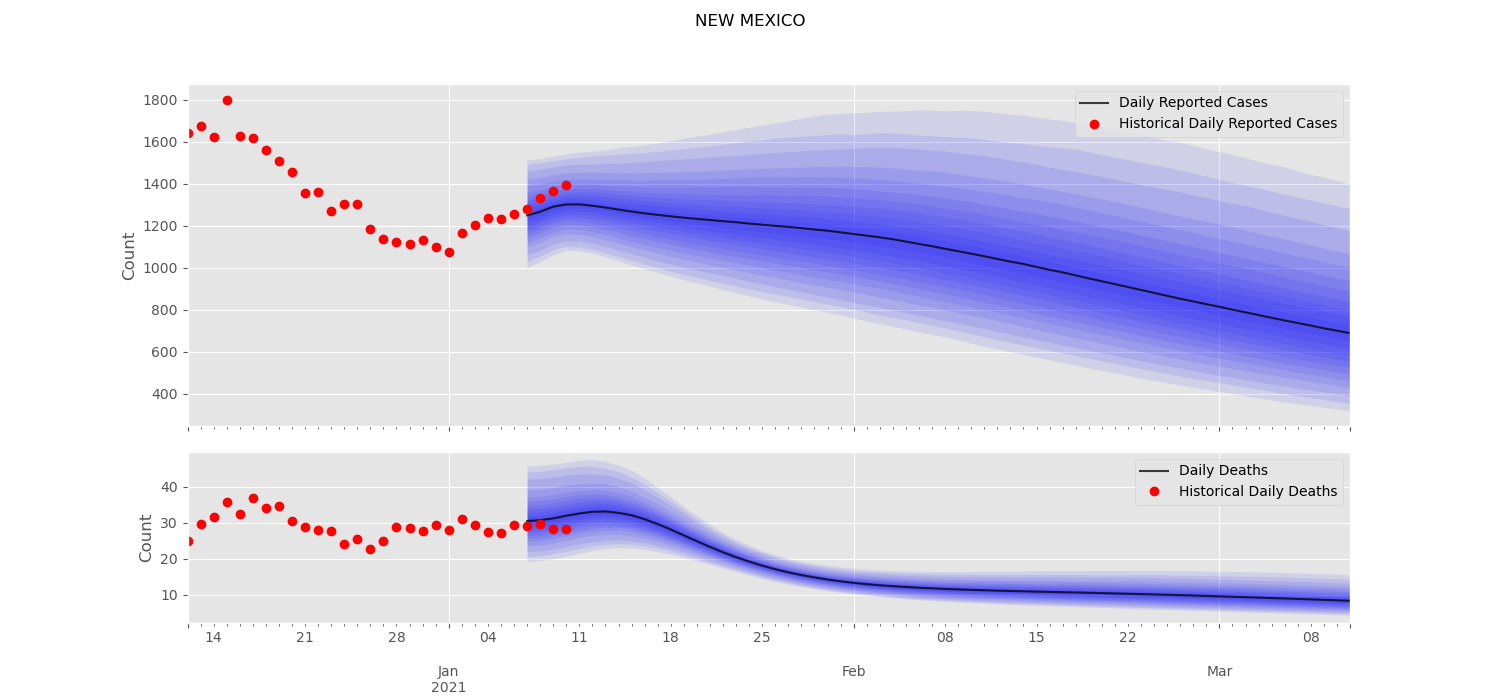 NEW MEXICO
1800
1600
1400
1200
1000
800
600
400
Count
Daily Reported Cases
Historical Daily Reported Cases
40
30
20
10
Count
Daily Deaths
Historical Daily Deaths
14 21 28 04 11 18 25 08 15 22 08
Jan Feb Mar
2021